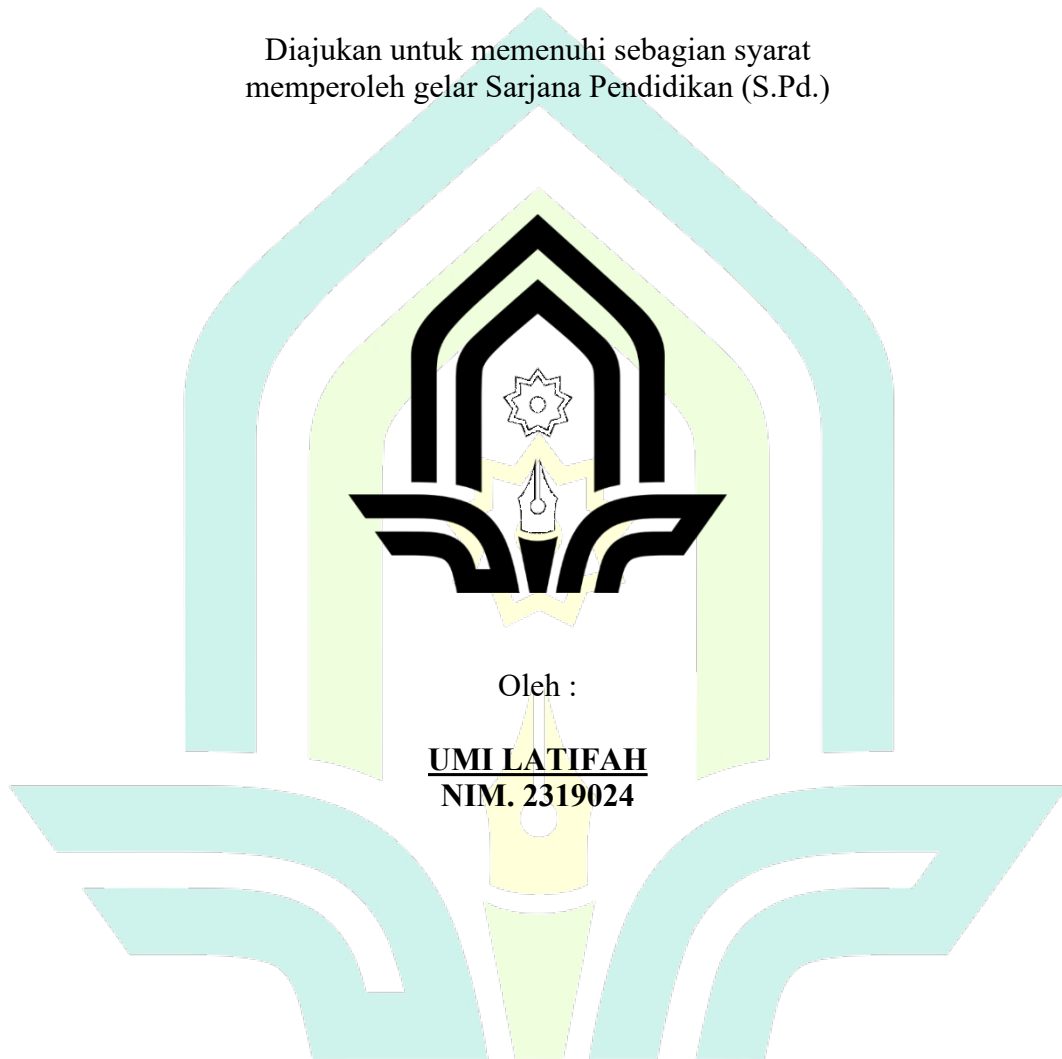 Diajukan untuk memenuhi sebagian syarat
memperoleh gelar Sarjana Pendidikan (S.Pd.)
Oleh :
UMI LATIFAH
NIM. 2319024